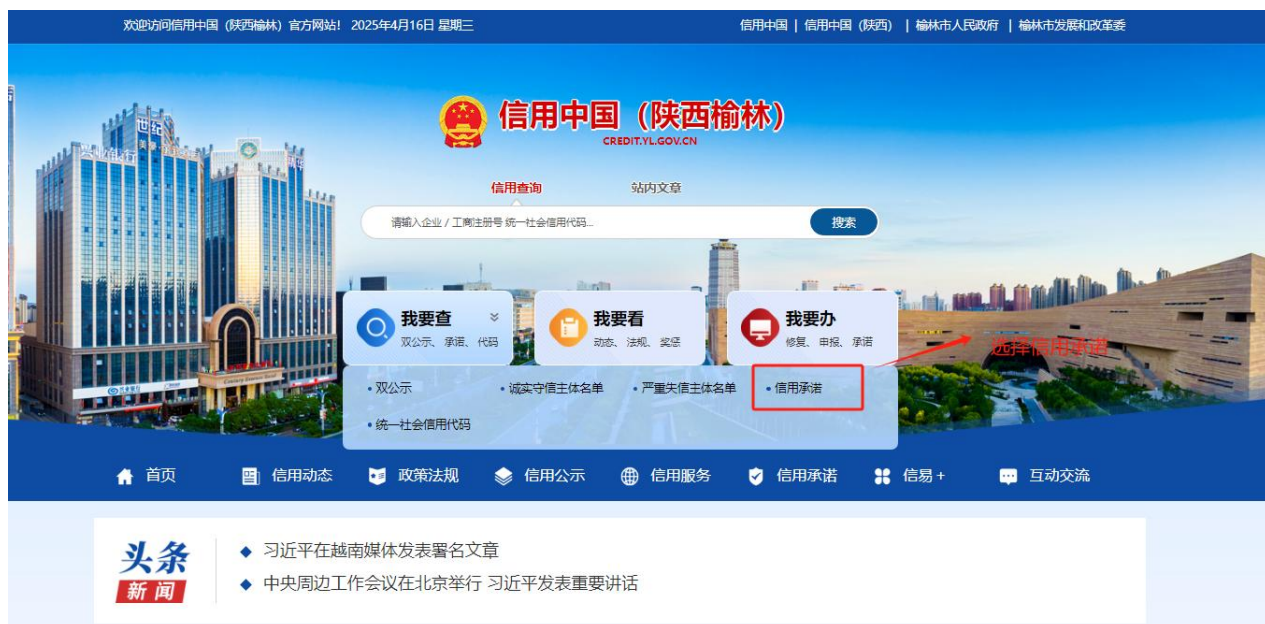 欢迎访问信用中国（陕西榆林）官方网站！ 2025年4月16日 星期三
信用中国 | 信用中国（陕西） | 榆林市人民政府 | 榆林市发展和改革委
信用中国（陕西榆林）
CREDIT.YL.GOV.CN
信用查询 站内文章
请输入企业 / 工商注册号 统一社会信用代码...
搜索
我要查
双公示、承诺、代码
我要看
动态、法规、奖惩
我要办
修复、申报、承诺
选择信用承诺
•双公示 •诚实守信主体名单 •严重失信主体名单 •信用承诺
•统一社会信用代码
首页 信用动态 政策法规 信用公示 信用服务 信用承诺 信易+ 互动交流
头条
新闻
◆ 习近平在越南媒体发表署名文章
◆ 中央周边工作会议在北京举行 习近平发表重要讲话